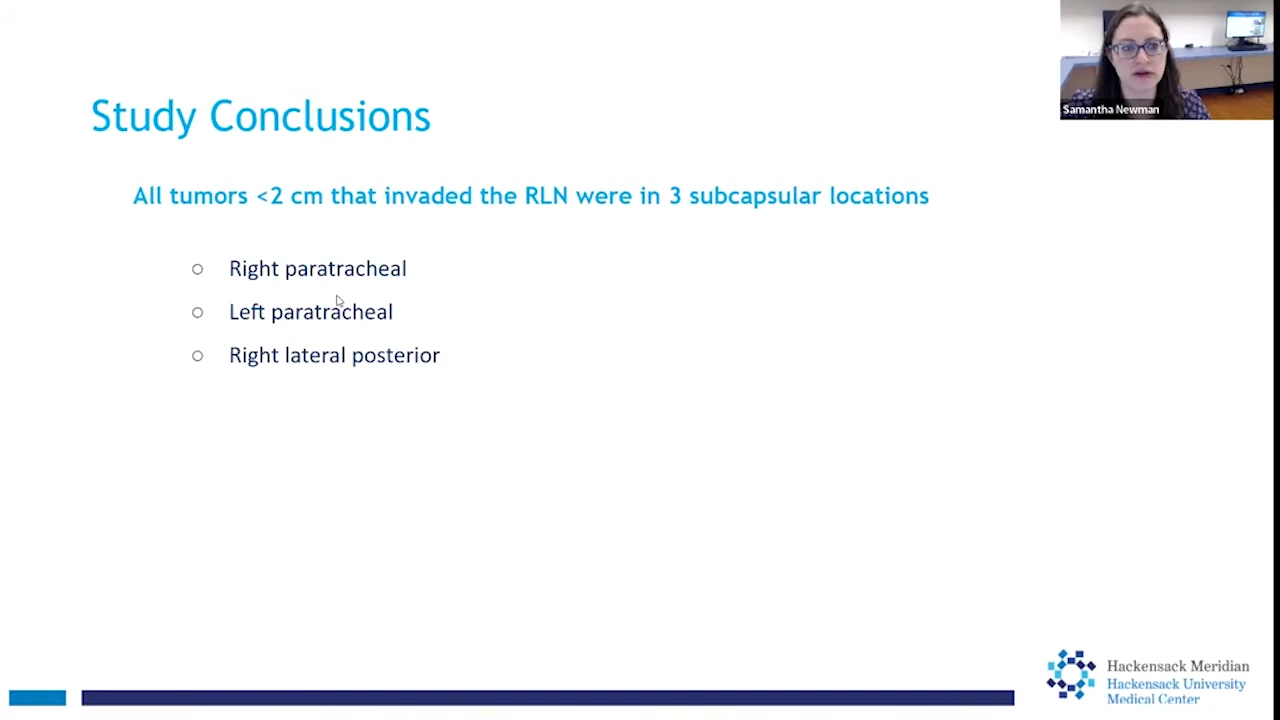 Samantha Newman
Study Conclusions
All tumors <2 cm that invaded the RLN were in 3 subcapsular locations
Right paratracheal
Left paratracheal
Right lateral posterior
Hackensack Meridian
Hackensack University
Medical Center